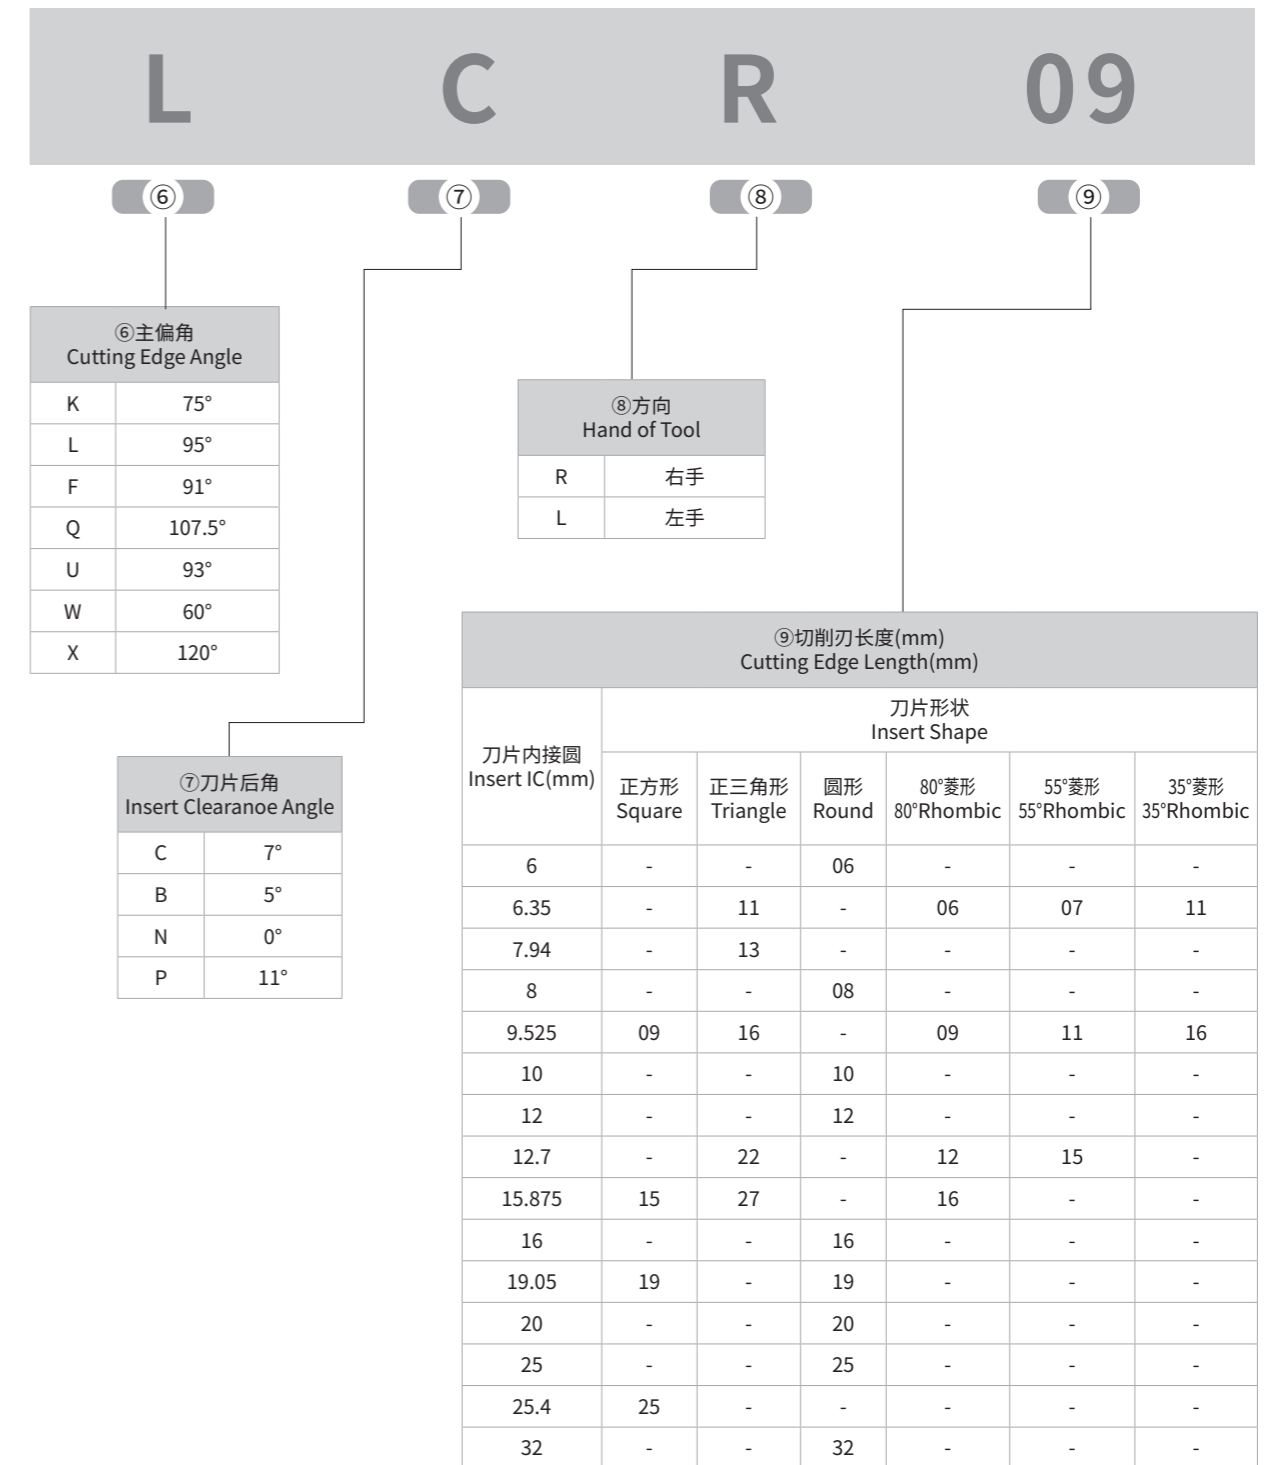 L C R 09
⑥ ⑦ ⑧ ⑨
⑥主偏角
Cutting Edge Angle
K 75°
L 95°
F 91°
Q 107.5°
U 93°
W 60°
X 120°
⑦刀片后角
Insert Clearanoe Angle
C 7°
B 5°
N 0°
P 11°
⑧方向
Hand of Tool
R 右手
L 左手
⑨切削刃长度(mm)
Cutting Edge Length(mm)
刀片内接圆
Insert IC(mm)
刀片形状
Insert Shape
正方形 正三角形 圆形 80°菱形 55°菱形 35°菱形
Square Triangle Round 80°Rhombic 55°Rhombic 35°Rhombic
6 - - 06 - - -
6.35 - 11 - 06 07 11
7.94 - 13 - - - -
8 - - 08 - - -
9.525 09 16 - 09 11 16
10 - - 10 - - -
12 - - 12 - - -
12.7 - 22 - 12 15 -
15.875 15 27 - 16 - -
16 - - 16 - - -
19.05 19 - 19 - - -
20 - - 20 - - -
25 - - 25 - - -
25.4 25 - - - - -
32 - - 32 - - -